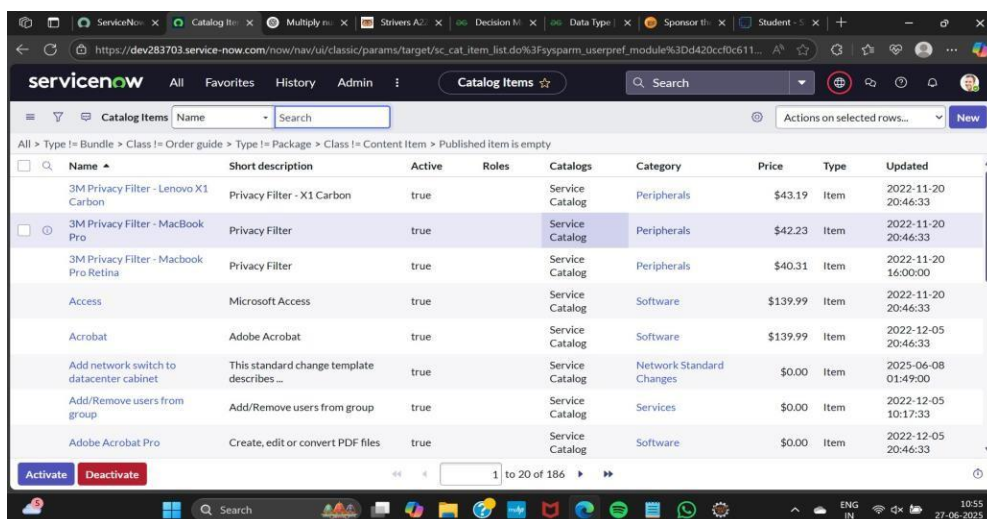 ServiceNow
Catalog Ite
Multiply nu
Strivers A2
Decision M
Data Type
Sponsor th
Student - S
https://dev283703.service-now.com/now/nav/ui/classic/params/target/sc_cat_item_list.do%3Fsysparm_userpref_module%3Dd420ccf0c611...
servicenow All Favorites History Admin Catalog Items Search
Catalog Items Name Search Actions on selected rows... New
All > Type != Bundle > Class != Order guide > Type != Package > Class != Content Item > Published item is empty
Name Short description Active Roles Catalogs Category Price Type Updated
3M Privacy Filter - Lenovo X1 Carbon Privacy Filter - X1 Carbon true Service Catalog Peripherals $43.19 Item 2022-11-20 20:46:33
3M Privacy Filter - MacBook Pro Privacy Filter true Service Catalog Peripherals $42.23 Item 2022-11-20 20:46:33
3M Privacy Filter - Macbook Pro Retina Privacy Filter true Service Catalog Peripherals $40.31 Item 2022-11-20 16:00:00
Access Microsoft Access true Service Catalog Software $139.99 Item 2022-11-20 20:46:33
Acrobat Adobe Acrobat true Service Catalog Software $139.99 Item 2022-12-05 20:46:33
Add network switch to datacenter cabinet This standard change template describes ... true Service Catalog Network Standard Changes $0.00 Item 2025-06-08 01:49:00
Add/Remove users from group Add/Remove users from group true Service Catalog Services $0.00 Item 2022-12-05 10:17:33
Adobe Acrobat Pro Create, edit or convert PDF files true Service Catalog Software $0.00 Item 2022-12-05 20:46:33
Activate Deactivate 1 to 20 of 186
Search ENG IN 10:55 27-06-2025